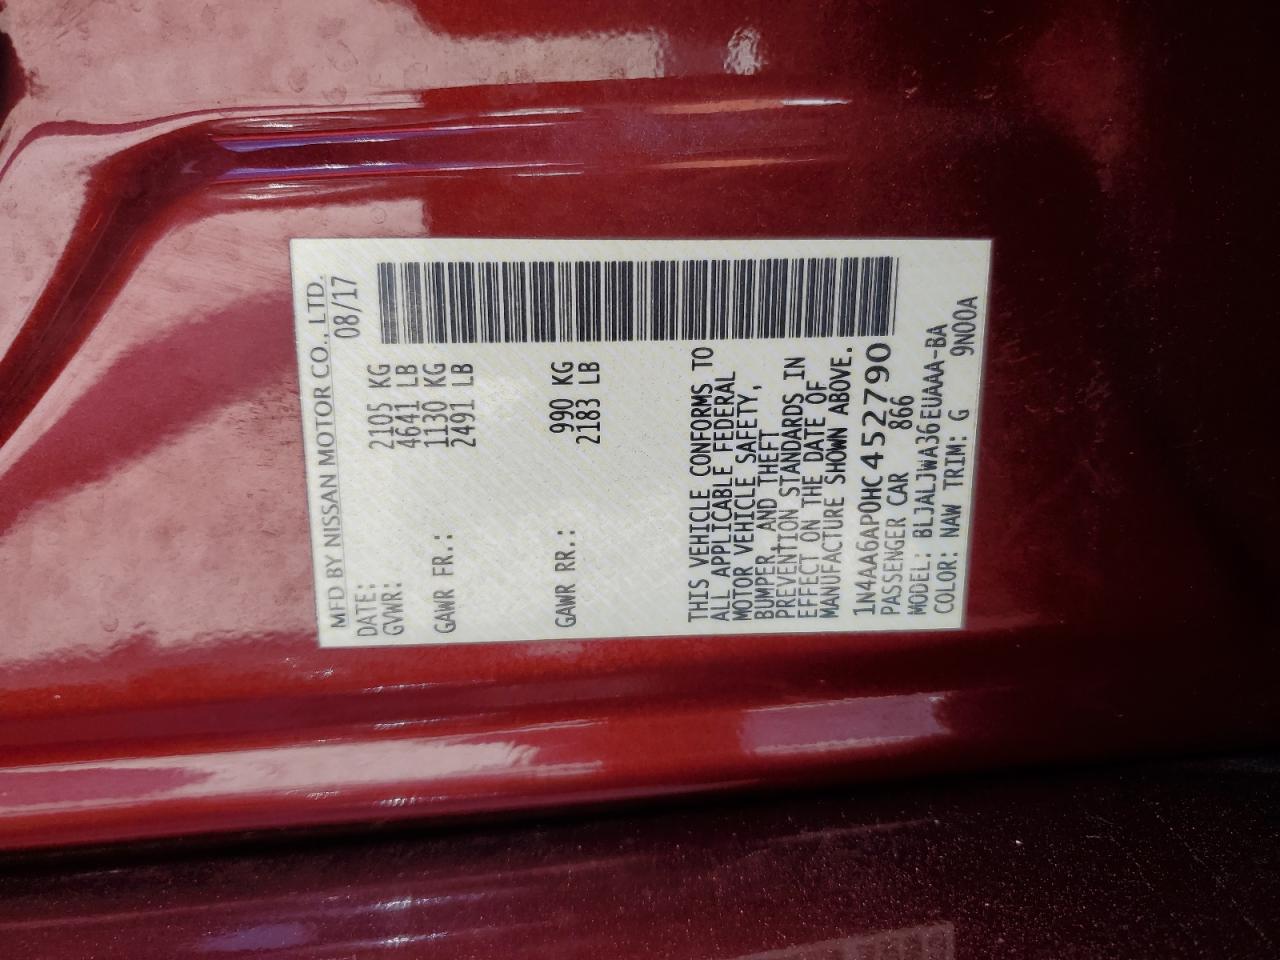 MFD BY NISSAN MOTOR CO., LTD.
DATE: 08/17
GVWR: 2105 KG
4641 LB
GAWR FR.: 1130 KG
2491 LB
GAWR RR.: 990 KG
2183 LB
THIS VEHICLE CONFORMS TO
ALL APPLICABLE FEDERAL
MOTOR VEHICLE SAFETY,
BUMPER, AND THEFT
PREVENTION STANDARDS IN
EFFECT ON THE DATE OF
MANUFACTURE SHOWN ABOVE.
1N4AA6AP0HC452790
PASSENGER CAR 866
MODEL: BLJALJWA36EUAAA-BA
COLOR: NAW TRIM: G 9N00A